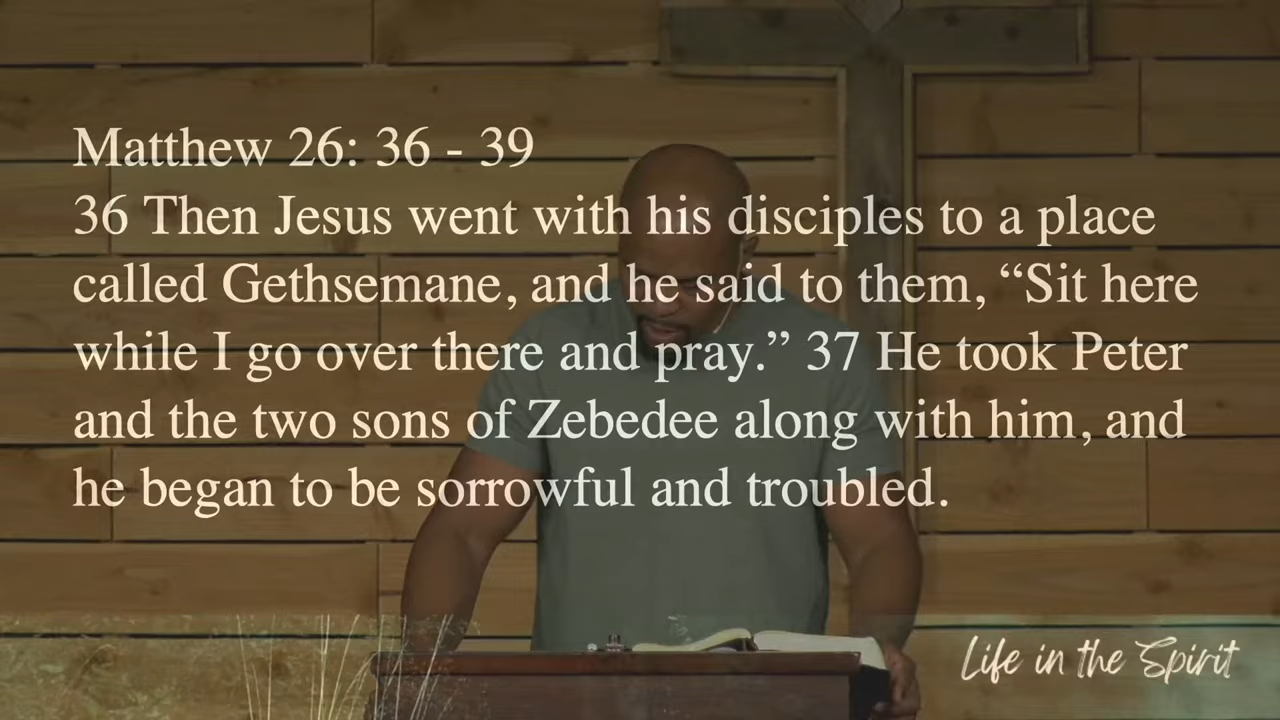 Matthew 26: 36 - 39
36 Then Jesus went with his disciples to a place
called Gethsemane, and he said to them, “Sit here
while I go over there and pray.” 37 He took Peter
and the two sons of Zebedee along with him, and
he began to be sorrowful and troubled.
Life in the Spirit